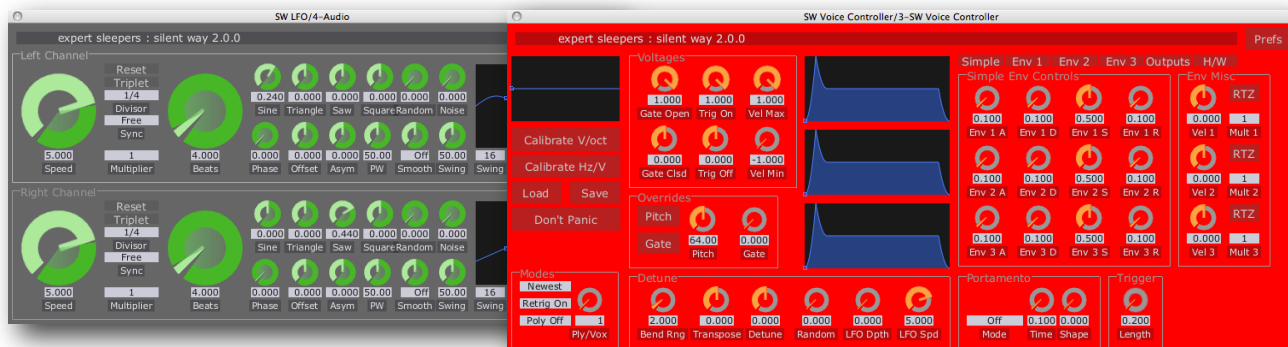 SW LFO/4-Audio
expert sleepers : silent way 2.0.0
Left Channel
Reset
Triplet
1/4
Divisor
Free
Sync
5.000 1 4.000
Speed Multiplier Beats
0.240 0.000 0.000 0.000 0.000 0.000
Sine Triangle Saw Square Random Noise
0.000 0.000 0.000 50.00 Off 50.00 16
Phase Offset Asym PW Smooth Swing Swing
Right Channel
Reset
Triplet
1/4
Divisor
Free
Sync
5.000 1 4.000
Speed Multiplier Beats
0.000 0.000 0.440 0.000 0.000 0.000
Sine Triangle Saw Square Random Noise
0.000 0.000 0.000 50.00 Off 50.00 16
Phase Offset Asym PW Smooth Swing Swing
SW Voice Controller/3-SW Voice Controller
expert sleepers : silent way 2.0.0 Prefs
Calibrate V/oct
Calibrate Hz/V
Load Save
Don't Panic
Voltages
1.000 1.000 1.000
Gate Open Trig On Vel Max
0.000 0.000 -1.000
Gate Clsd Trig Off Vel Min
Overrides
Pitch
Gate
64.00 0.000
Pitch Gate
Simple Env 1 Env 2 Env 3 Outputs H/W
Simple Env Controls
0.100 0.100 0.500 0.100
Env 1 A Env 1 D Env 1 S Env 1 R
0.100 0.100 0.500 0.100
Env 2 A Env 2 D Env 2 S Env 2 R
0.100 0.100 0.500 0.100
Env 3 A Env 3 D Env 3 S Env 3 R
Env Misc
RTZ
0.000 1
Vel 1 Mult 1
RTZ
0.000 1
Vel 2 Mult 2
RTZ
0.000 1
Vel 3 Mult 3
Modes
Newest
Retrig On
Poly Off 1
Ply/Vox
Detune
2.000 0.000 0.000 0.000 0.000 5.000
Bend Rng Transpose Detune Random LFO Dpth LFO Spd
Portamento
Off 0.100 0.000
Mode Time Shape
Trigger
0.200
Length